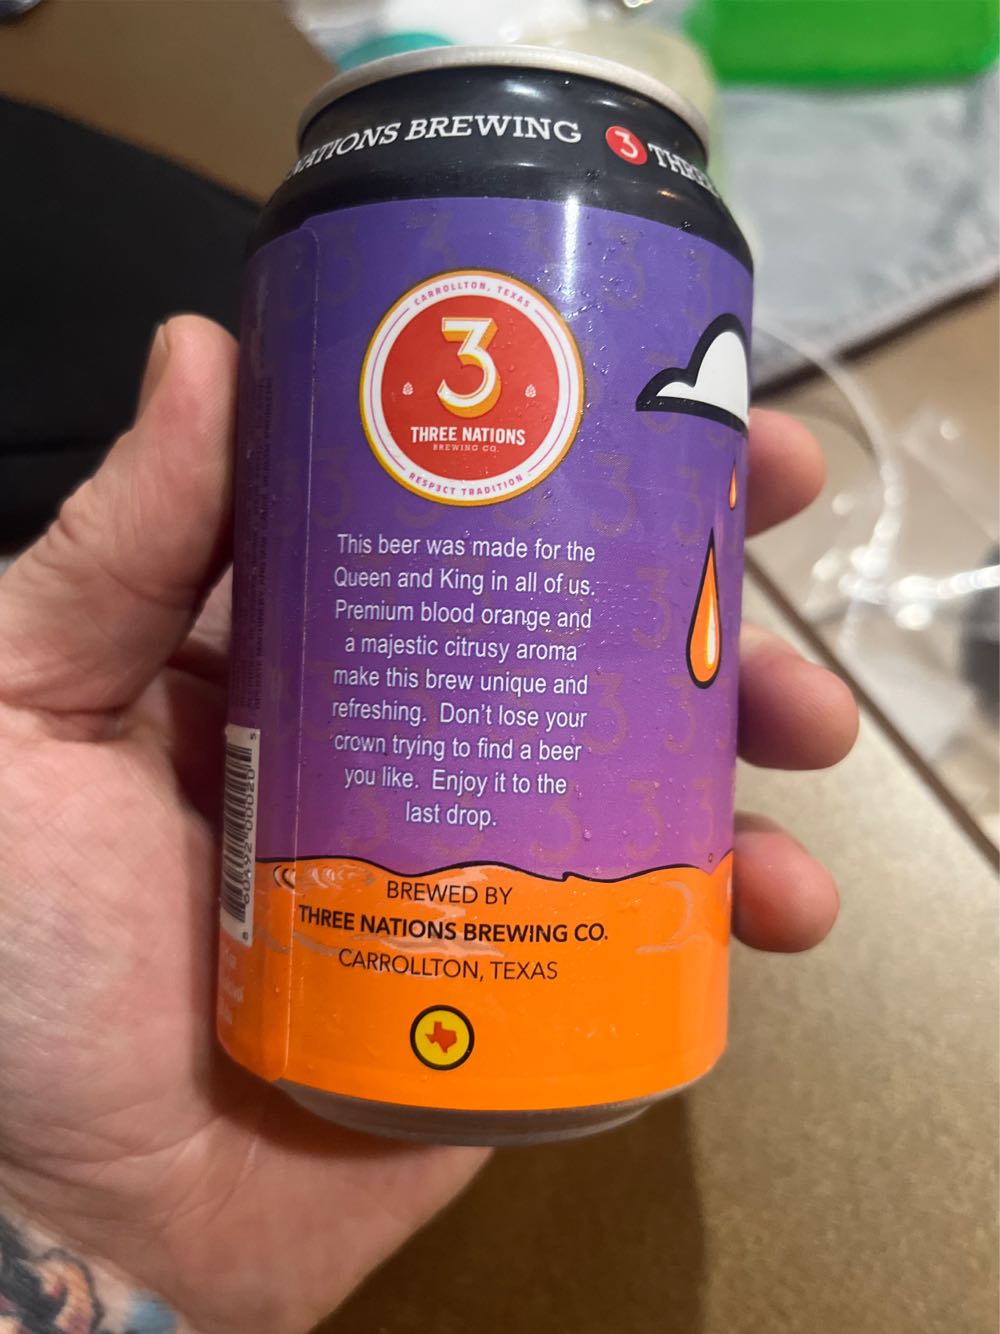 NATIONS BREWING 3 THREE
CARROLLTON, TEXAS
3
THREE NATIONS
BREWING CO.
RESP3CT TRADITION
This beer was made for the
Queen and King in all of us.
Premium blood orange and
a majestic citrusy aroma
make this brew unique and
refreshing. Don't lose your
crown trying to find a beer
you like. Enjoy it to the
last drop.
BREWED BY
THREE NATIONS BREWING CO.
CARROLLTON, TEXAS